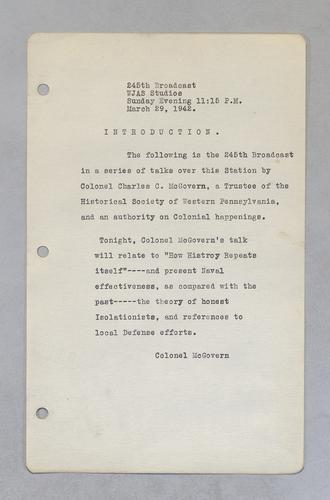 245th Broadcast
WJAS Studios
Sunday Evening 11:15 P.M.
March 29, 1942.
INTRODUCTION.
The following is the 245th Broadcast
in a series of talks over this Station by
Colonel Charles C. McGovern, a Trustee of the
Historical Society of Western Pennsylvania,
and an authority on Colonial happenings.
Tonight, Colonel McGovern's talk
will relate to "How Histroy Repeats
itself"----and present Naval
effectiveness, as compared with the
past-----the theory of honest
Isolationists, and references to
local Defense efforts.
Colonel McGovern